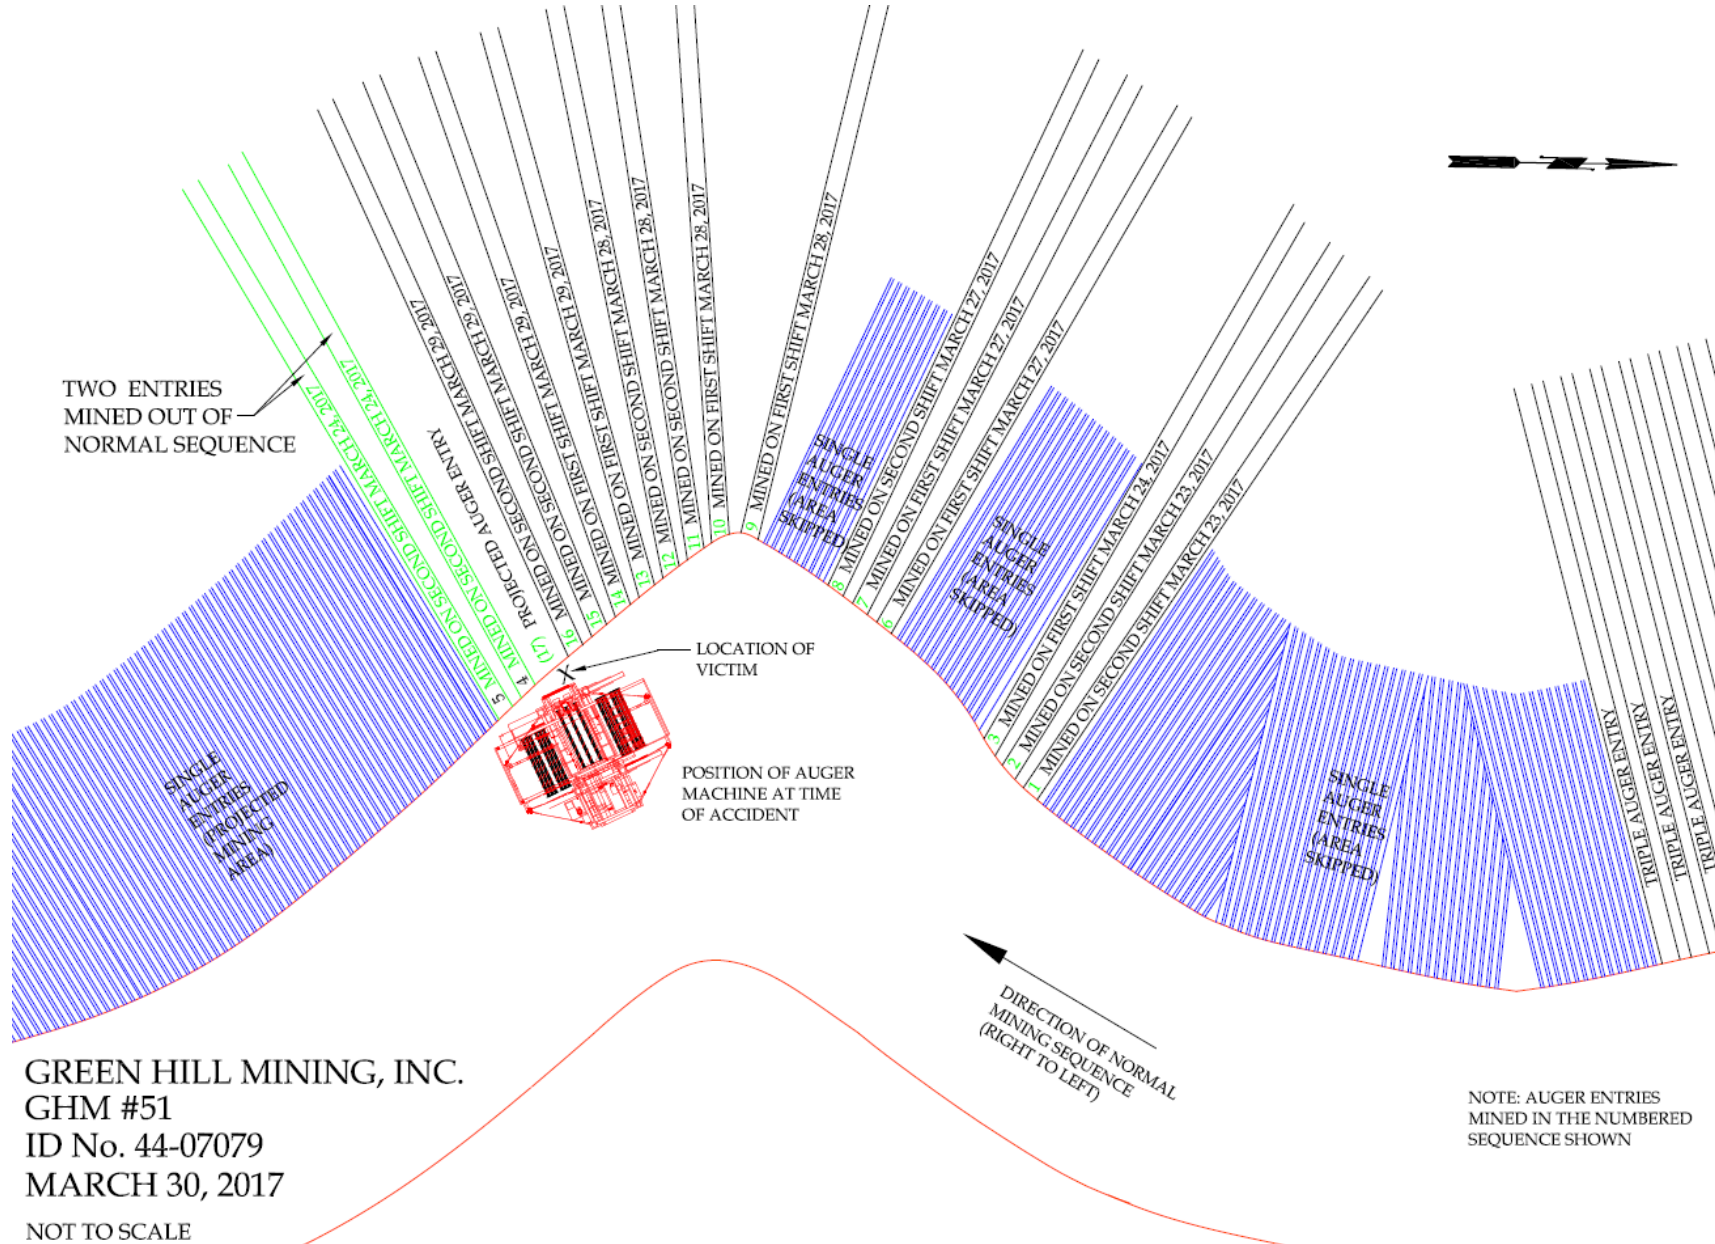 TWO ENTRIES
MINED OUT OF
NORMAL SEQUENCE
5 MINED ON SECOND SHIFT MARCH 24, 2017
4 MINED ON SECOND SHIFT MARCH 24, 2017
(17) PROJECTED AUGER ENTRY
16 MINED ON SECOND SHIFT MARCH 29, 2017
15 MINED ON SECOND SHIFT MARCH 29, 2017
14 MINED ON FIRST SHIFT MARCH 29, 2017
13 MINED ON FIRST SHIFT MARCH 29, 2017
12 MINED ON SECOND SHIFT MARCH 28, 2017
11 MINED ON SECOND SHIFT MARCH 28, 2017
10 MINED ON FIRST SHIFT MARCH 28, 2017
9 MINED ON FIRST SHIFT MARCH 28, 2017
SINGLE
AUGER
ENTRIES
(AREA
SKIPPED)
8 MINED ON SECOND SHIFT MARCH 27, 2017
7 MINED ON FIRST SHIFT MARCH 27, 2017
6 MINED ON FIRST SHIFT MARCH 27, 2017
SINGLE
AUGER
ENTRIES
(AREA
SKIPPED)
3 MINED ON FIRST SHIFT MARCH 24, 2017
2 MINED ON SECOND SHIFT MARCH 23, 2017
1 MINED ON SECOND SHIFT MARCH 23, 2017
SINGLE
AUGER
ENTRIES
(AREA
SKIPPED)
TRIPLE AUGER ENTRY
TRIPLE AUGER ENTRY
TRIPLE AUGER ENTRY
TRIPLE AUGER
X
LOCATION OF
VICTIM
POSITION OF AUGER
MACHINE AT TIME
OF ACCIDENT
SINGLE
AUGER
ENTRIES
(PROJECTED
MINING
AREA)
DIRECTION OF NORMAL
MINING SEQUENCE
(RIGHT TO LEFT)
GREEN HILL MINING, INC.
GHM #51
ID No. 44-07079
MARCH 30, 2017
NOT TO SCALE
NOTE: AUGER ENTRIES
MINED IN THE NUMBERED
SEQUENCE SHOWN